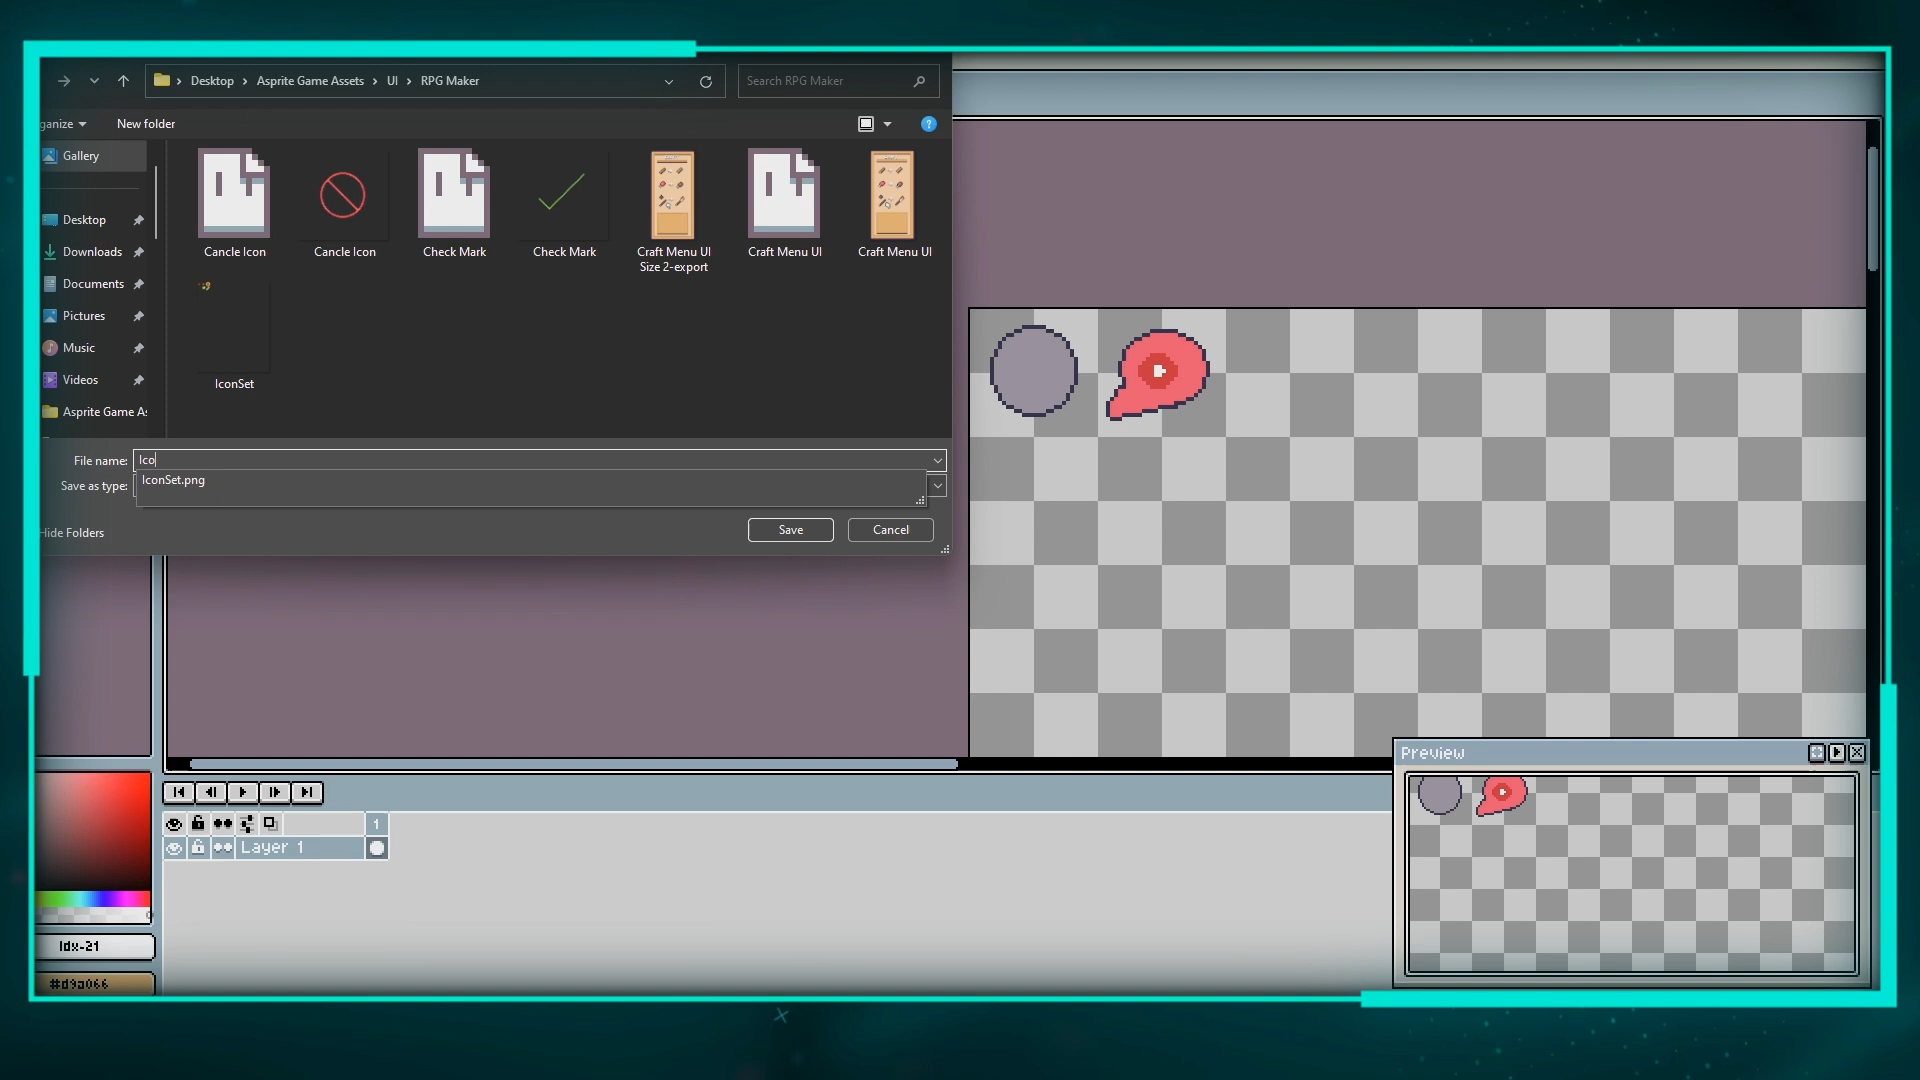 Desktop > Asprite Game Assets > UI > RPG Maker
Search RPG Maker
ganize
New folder
Gallery
Desktop
Downloads
Documents
Pictures
Music
Videos
Asprite Game As
Cancle Icon
Cancle Icon
Check Mark
Check Mark
Craft Menu UI
Size 2-export
Craft Menu UI
Craft Menu UI
IconSet
File name:
Ico
IconSet.png
Save as type:
Hide Folders
Save
Cancel
Preview
1
Layer 1
Idx-21
#d9a066